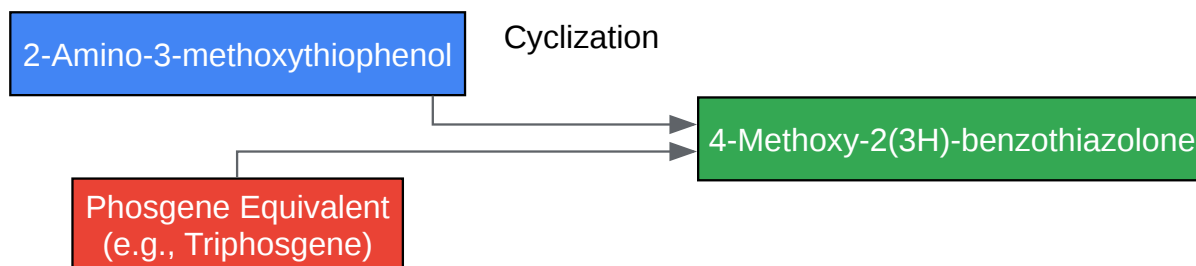 2-Amino-3-methoxythiophenol
Cyclization
4-Methoxy-2(3H)-benzothiazolone
Phosgene Equivalent
(e.g., Triphosgene)